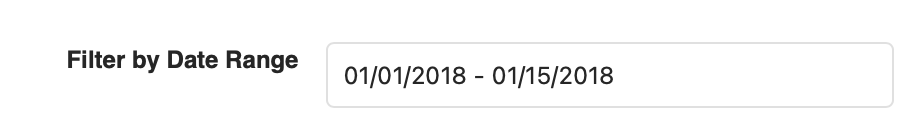 Filter by Date Range
01/01/2018 - 01/15/2018